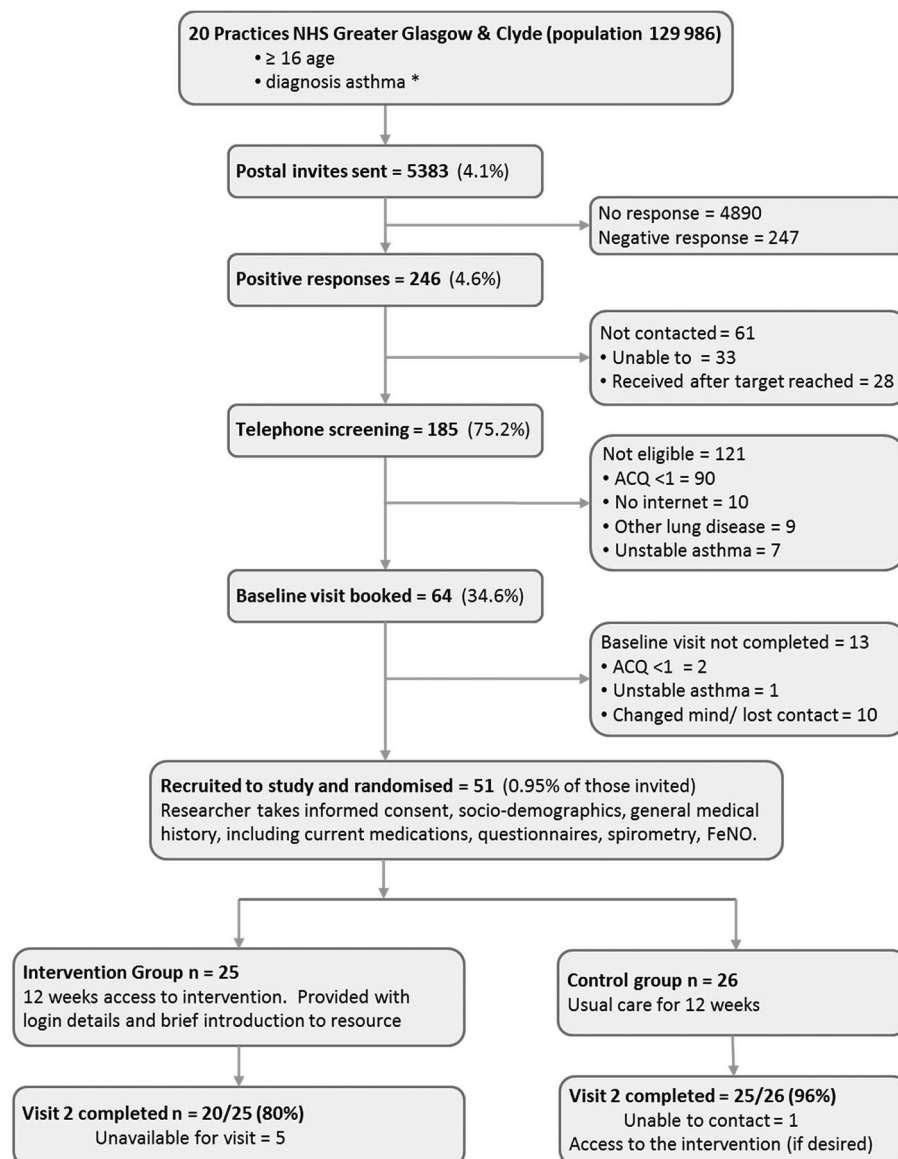 20 Practices NHS Greater Glasgow & Clyde (population 129 986)
• ≥ 16 age
• diagnosis asthma *
Postal invites sent = 5383 (4.1%)
No response = 4890
Negative response = 247
Positive responses = 246 (4.6%)
Not contacted = 61
• Unable to = 33
• Received after target reached = 28
Telephone screening = 185 (75.2%)
Not eligible = 121
• ACQ <1 = 90
• No internet = 10
• Other lung disease = 9
• Unstable asthma = 7
Baseline visit booked = 64 (34.6%)
Baseline visit not completed = 13
• ACQ <1 = 2
• Unstable asthma = 1
• Changed mind/ lost contact = 10
Recruited to study and randomised = 51 (0.95% of those invited)
Researcher takes informed consent, socio-demographics, general medical
history, including current medications, questionnaires, spirometry, FeNO.
Intervention Group n = 25
12 weeks access to intervention. Provided with
login details and brief introduction to resource
Control group n = 26
Usual care for 12 weeks
Visit 2 completed n = 20/25 (80%)
Unavailable for visit = 5
Visit 2 completed = 25/26 (96%)
Unable to contact = 1
Access to the intervention (if desired)